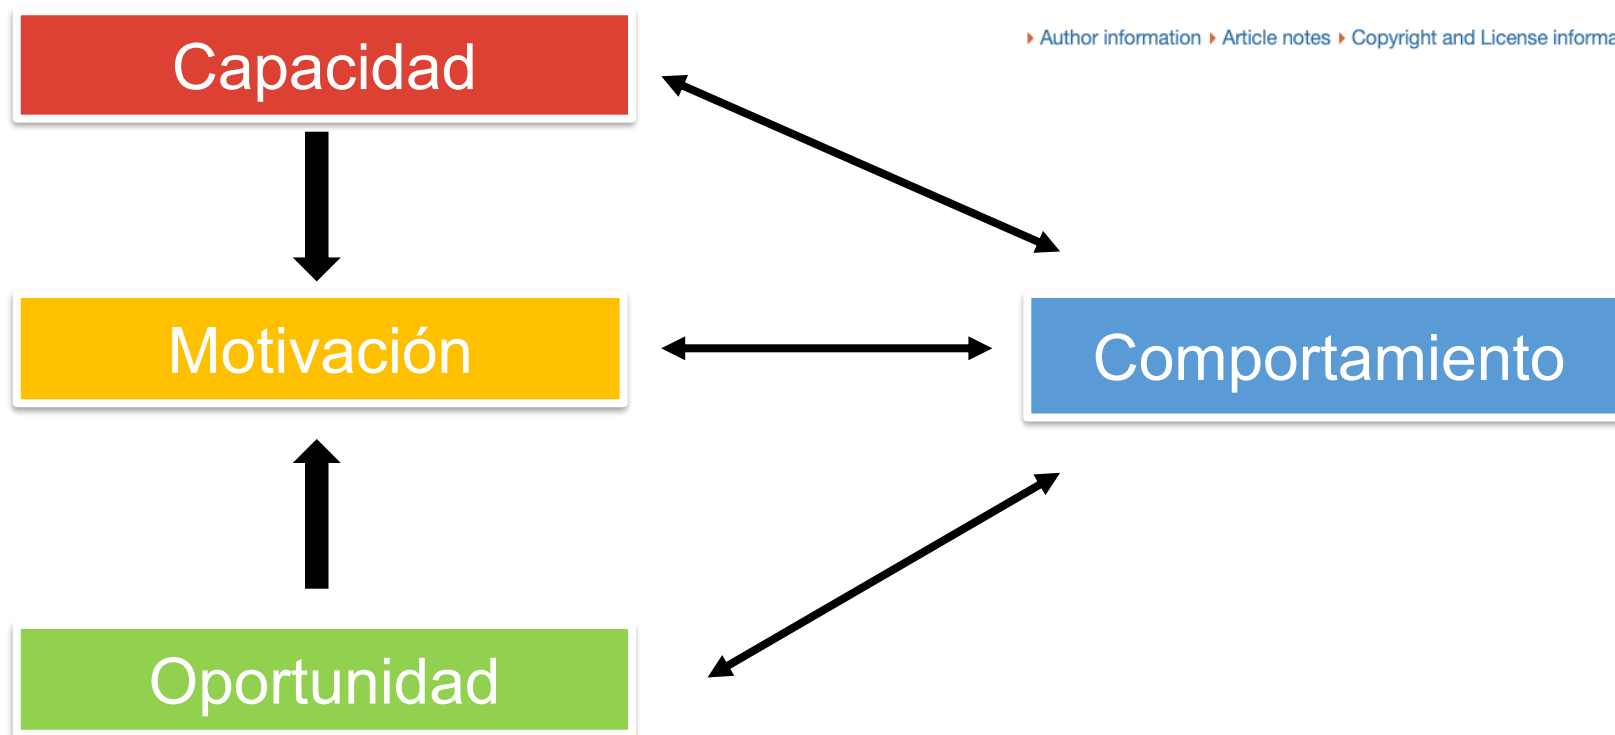 Capacidad
Author information Article notes Copyright and License informa
Motivación
Comportamiento
Oportunidad